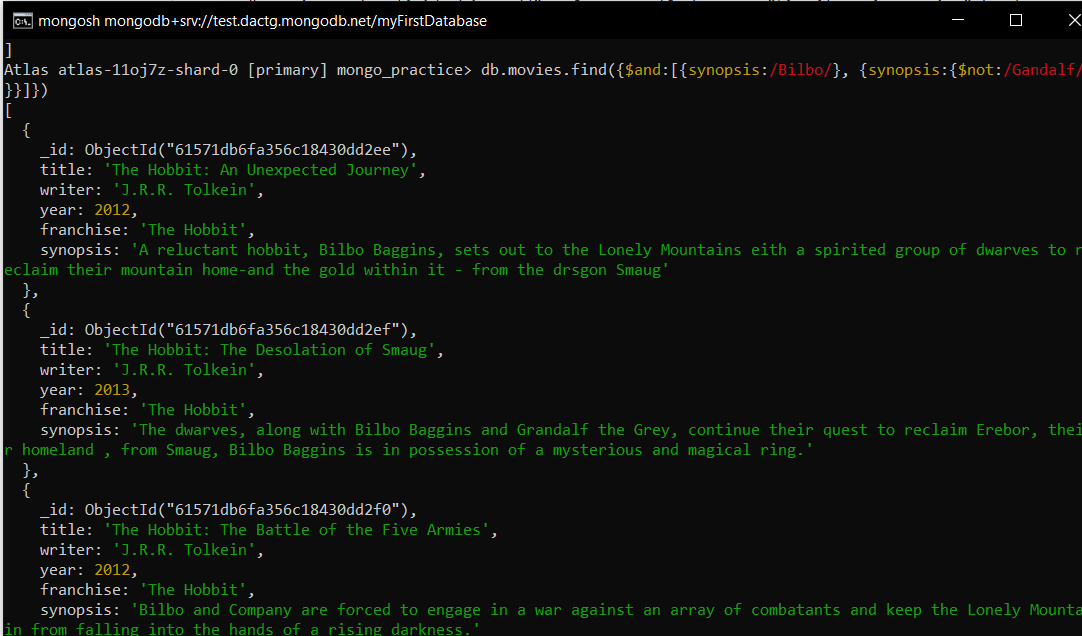 mongosh mongodb+srv://test.dactg.mongodb.net/myFirstDatabase
]
Atlas atlas-11oj7z-shard-0 [primary] mongo_practice> db.movies.find({$and:[{synopsis:/Bilbo/}, {synopsis:{$not:/Gandalf/
}}]})
[
  {
    _id: ObjectId("61571db6fa356c18430dd2ee"),
    title: 'The Hobbit: An Unexpected Journey',
    writer: 'J.R.R. Tolkein',
    year: 2012,
    franchise: 'The Hobbit',
    synopsis: 'A reluctant hobbit, Bilbo Baggins, sets out to the Lonely Mountains eith a spirited group of dwarves to r
eclaim their mountain home-and the gold within it - from the drsgon Smaug'
  },
  {
    _id: ObjectId("61571db6fa356c18430dd2ef"),
    title: 'The Hobbit: The Desolation of Smaug',
    writer: 'J.R.R. Tolkein',
    year: 2013,
    franchise: 'The Hobbit',
    synopsis: 'The dwarves, along with Bilbo Baggins and Grandalf the Grey, continue their quest to reclaim Erebor, thei
r homeland , from Smaug, Bilbo Baggins is in possession of a mysterious and magical ring.'
  },
  {
    _id: ObjectId("61571db6fa356c18430dd2f0"),
    title: 'The Hobbit: The Battle of the Five Armies',
    writer: 'J.R.R. Tolkein',
    year: 2012,
    franchise: 'The Hobbit',
    synopsis: 'Bilbo and Company are forced to engage in a war against an array of combatants and keep the Lonely Mounta
in from falling into the hands of a rising darkness.'